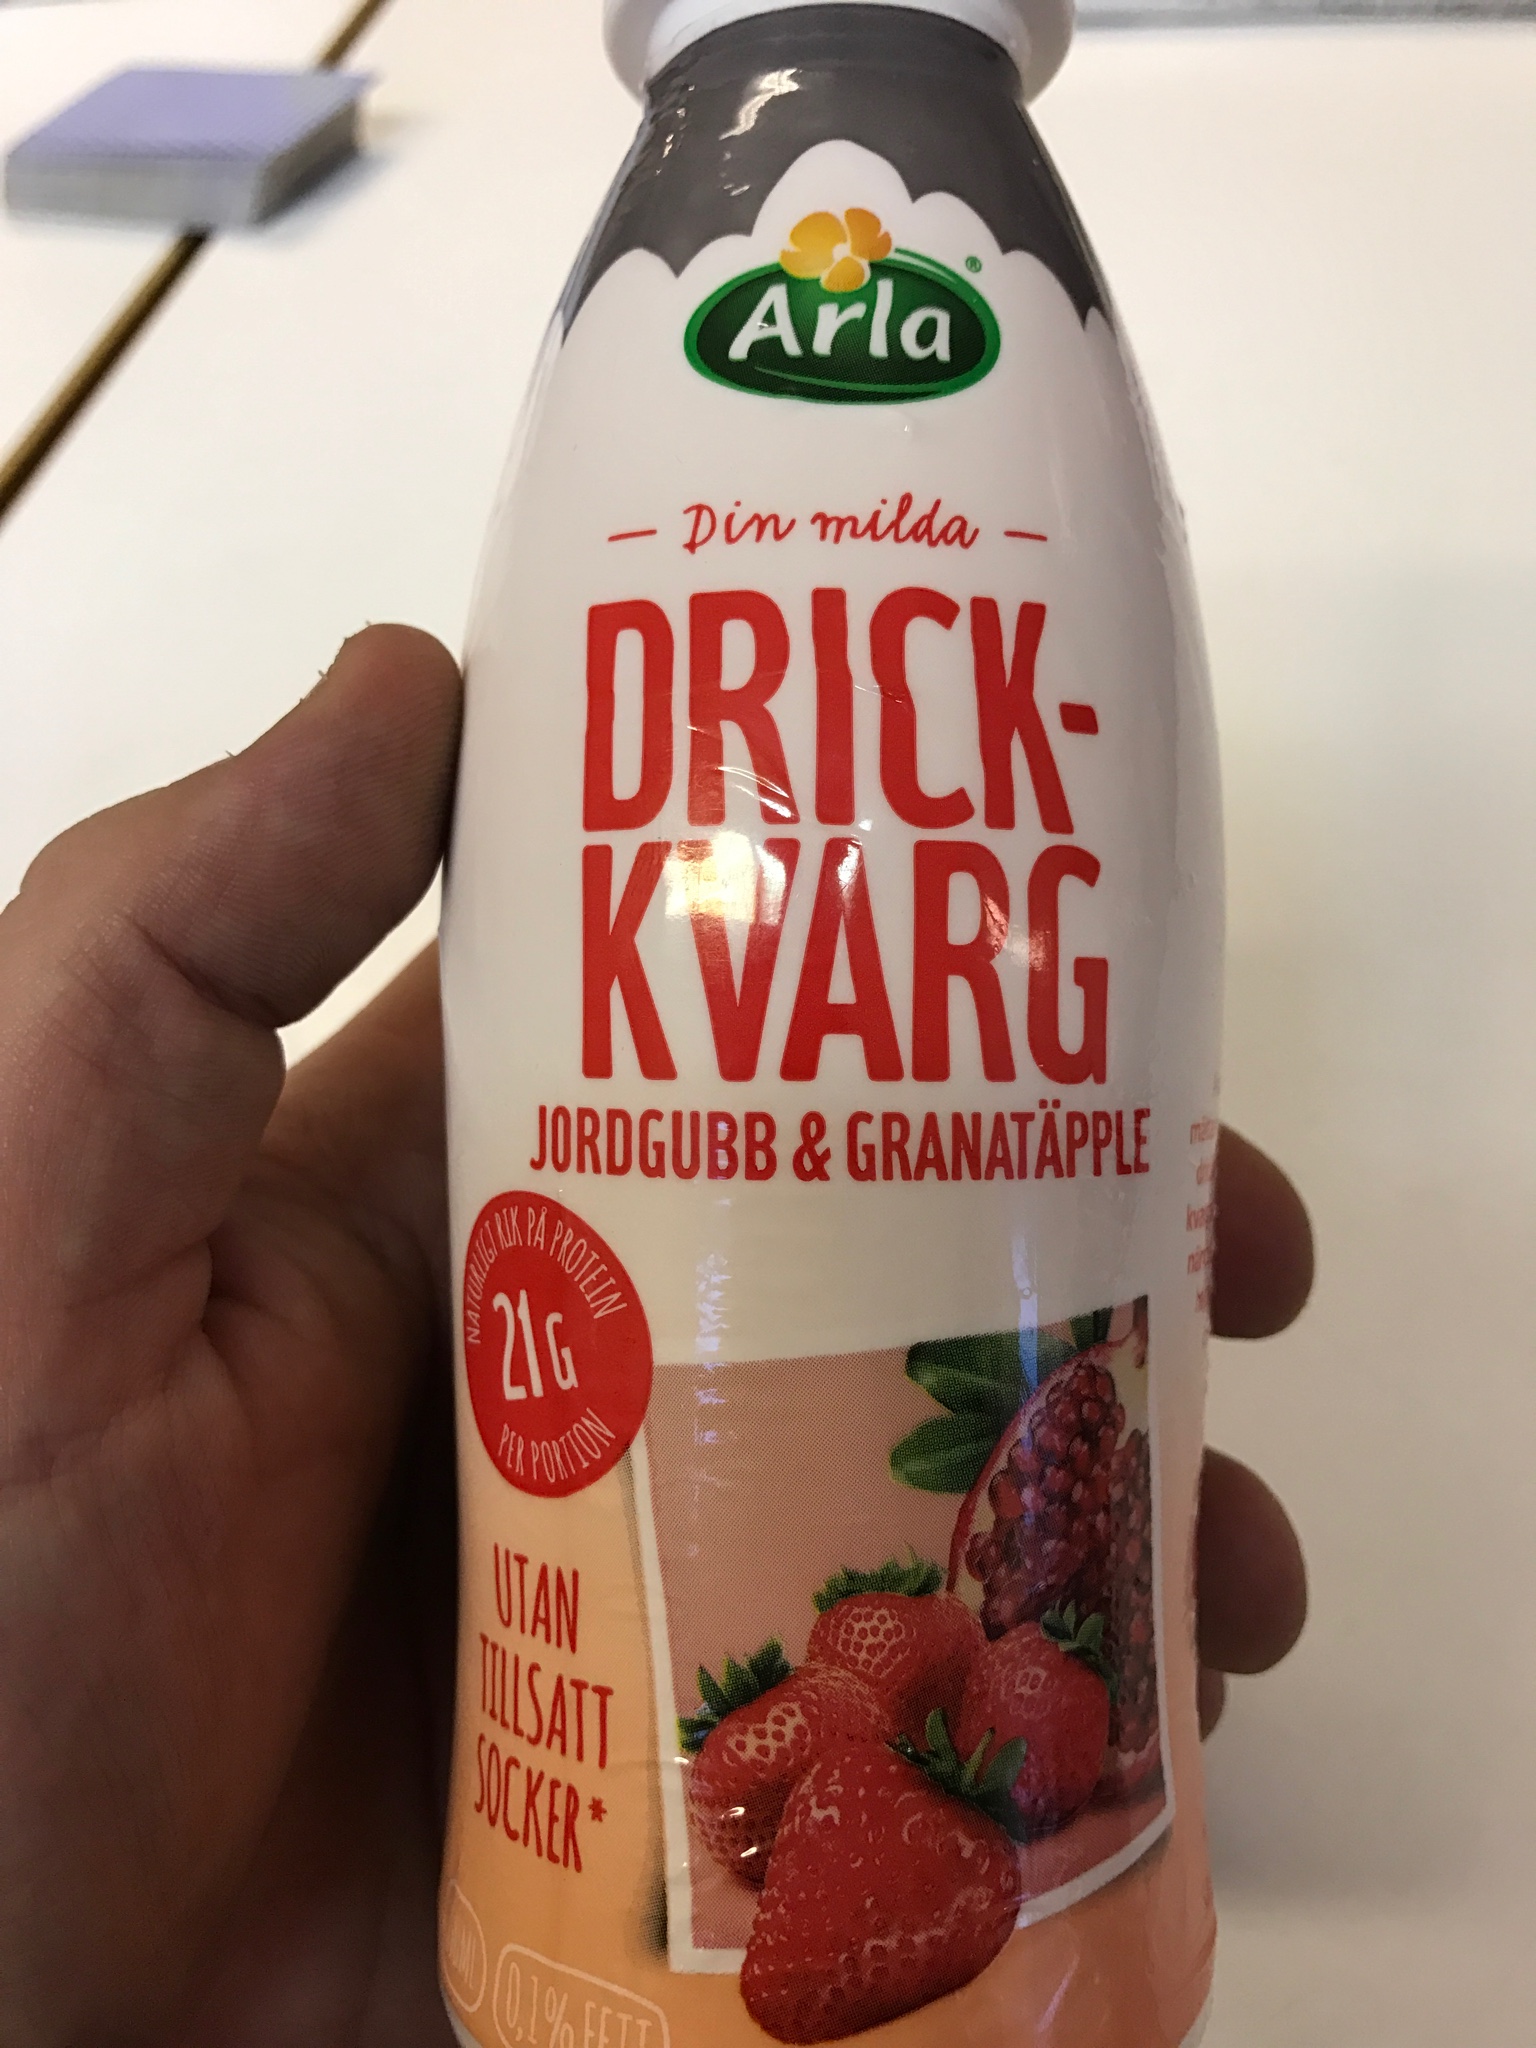 Arla®
— Din milda —
DRICK-
KVARG
JORDGUBB & GRANATÄPPLE
NATURLIGT RIK PÅ PROTEIN
21G
PER PORTION
UTAN
TILLSATT
SOCKER*
0,1% FETT